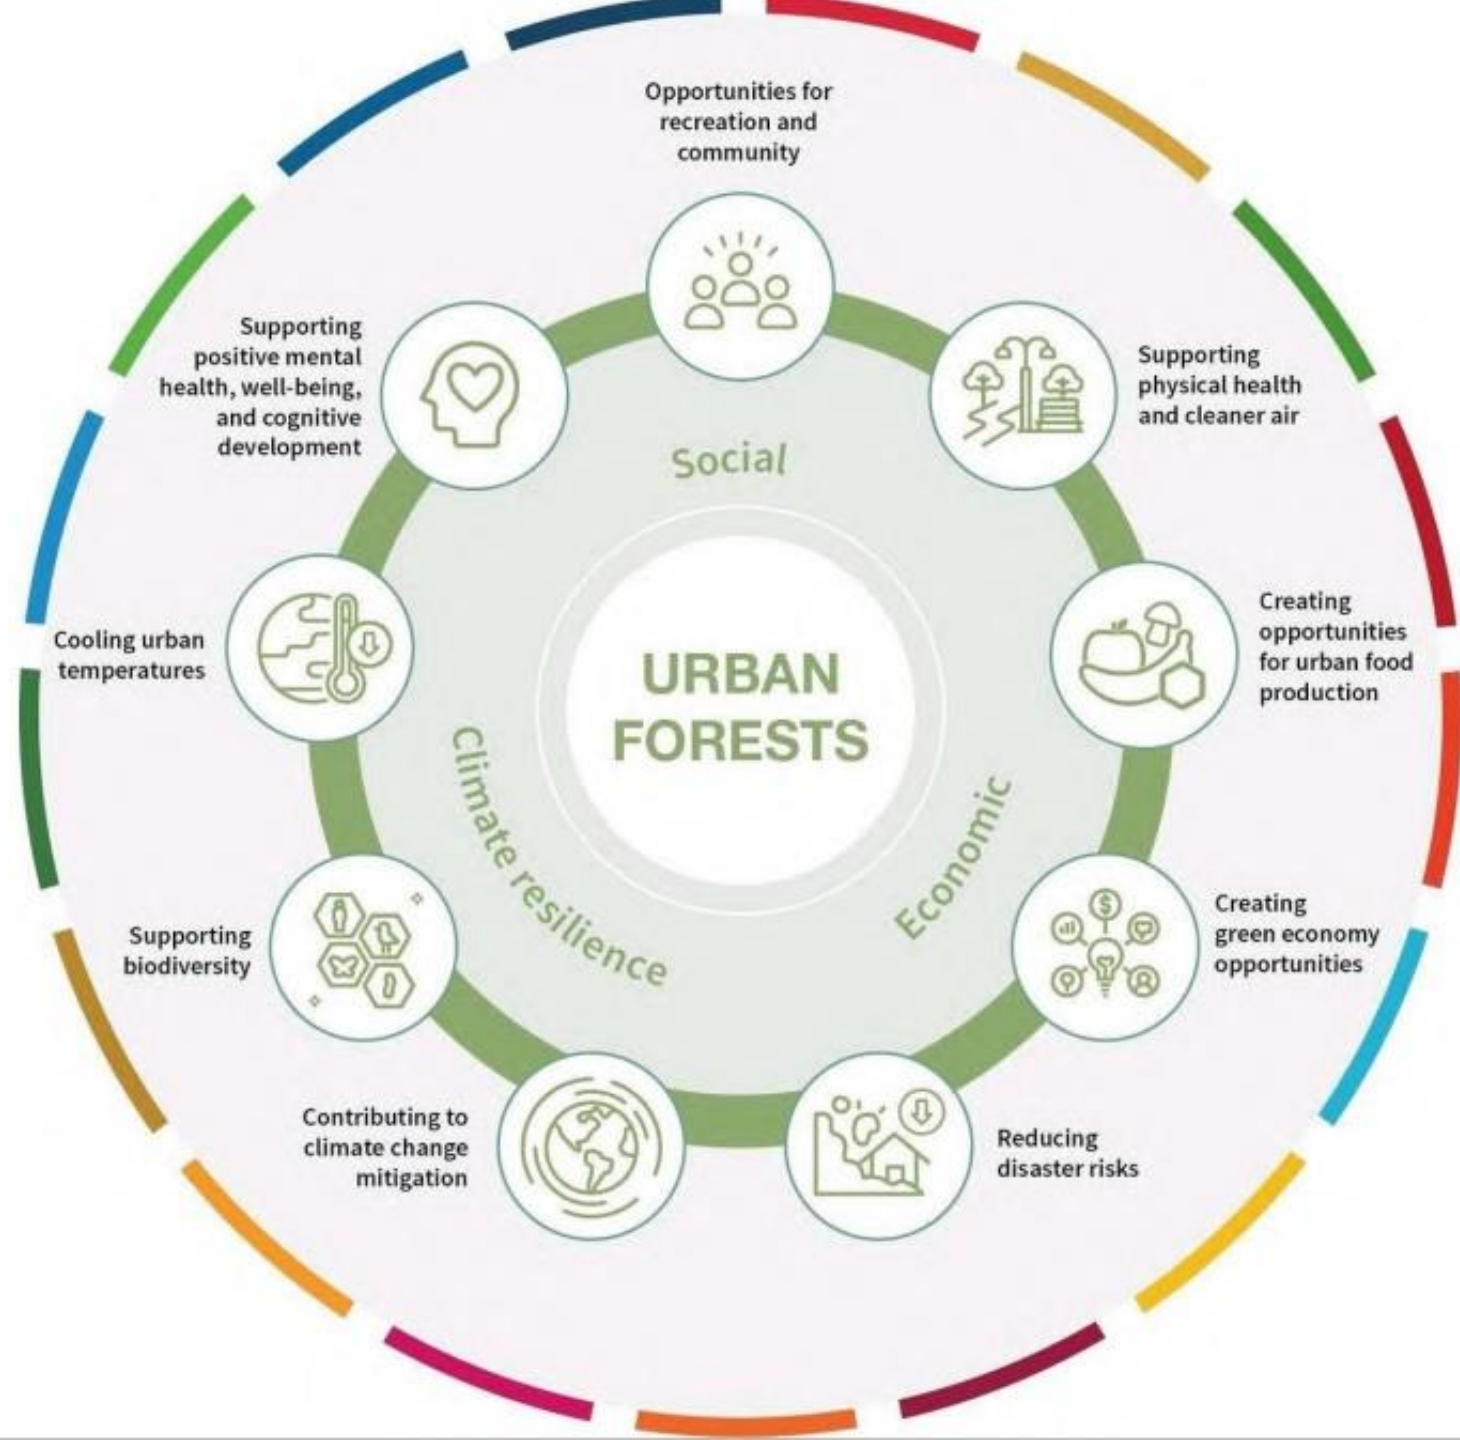 Opportunities for
recreation and
community
Supporting
positive mental
health, well-being,
and cognitive
development
Supporting
physical health
and cleaner air
Social
Cooling urban
temperatures
Creating
opportunities
for urban food
production
URBAN
FORESTS
Climate resilience
Economic
Supporting
biodiversity
Creating
green economy
opportunities
$
Contributing to
climate change
mitigation
Reducing
disaster risks